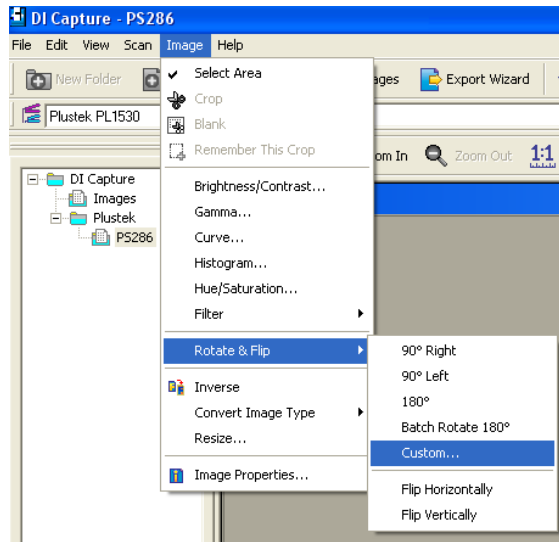 DI Capture - PS286
File Edit View Scan Image Help
New Folder
Select Area
ages
Export Wizard
Plustek PL1530
Crop
Blank
Remember This Crop
om In
Zoom Out
1:1
DI Capture
Images
Plustek
PS286
Brightness/Contrast...
Gamma...
Curve...
Histogram...
Hue/Saturation...
Filter
Rotate & Flip
90° Right
Inverse
90° Left
Convert Image Type
180°
Resize...
Batch Rotate 180°
Image Properties...
Custom...
Flip Horizontally
Flip Vertically